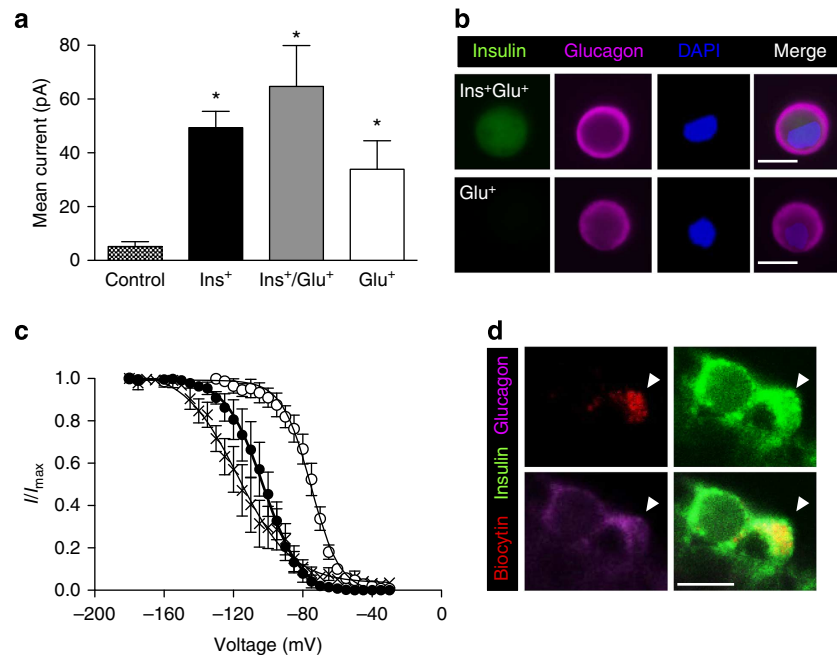 a
80
60
40
20
0
Mean current (pA)
*
*
*
Control
Ins⁺
Ins⁺/Glu⁺
Glu⁺
b
Insulin Glucagon DAPI Merge
Ins⁺Glu⁺
Glu⁺
c
1.0
0.8
0.6
0.4
0.2
0.0
I/Imax
–200 –160 –120 –80 –40 0
Voltage (mV)
d
Biocytin Insulin Glucagon